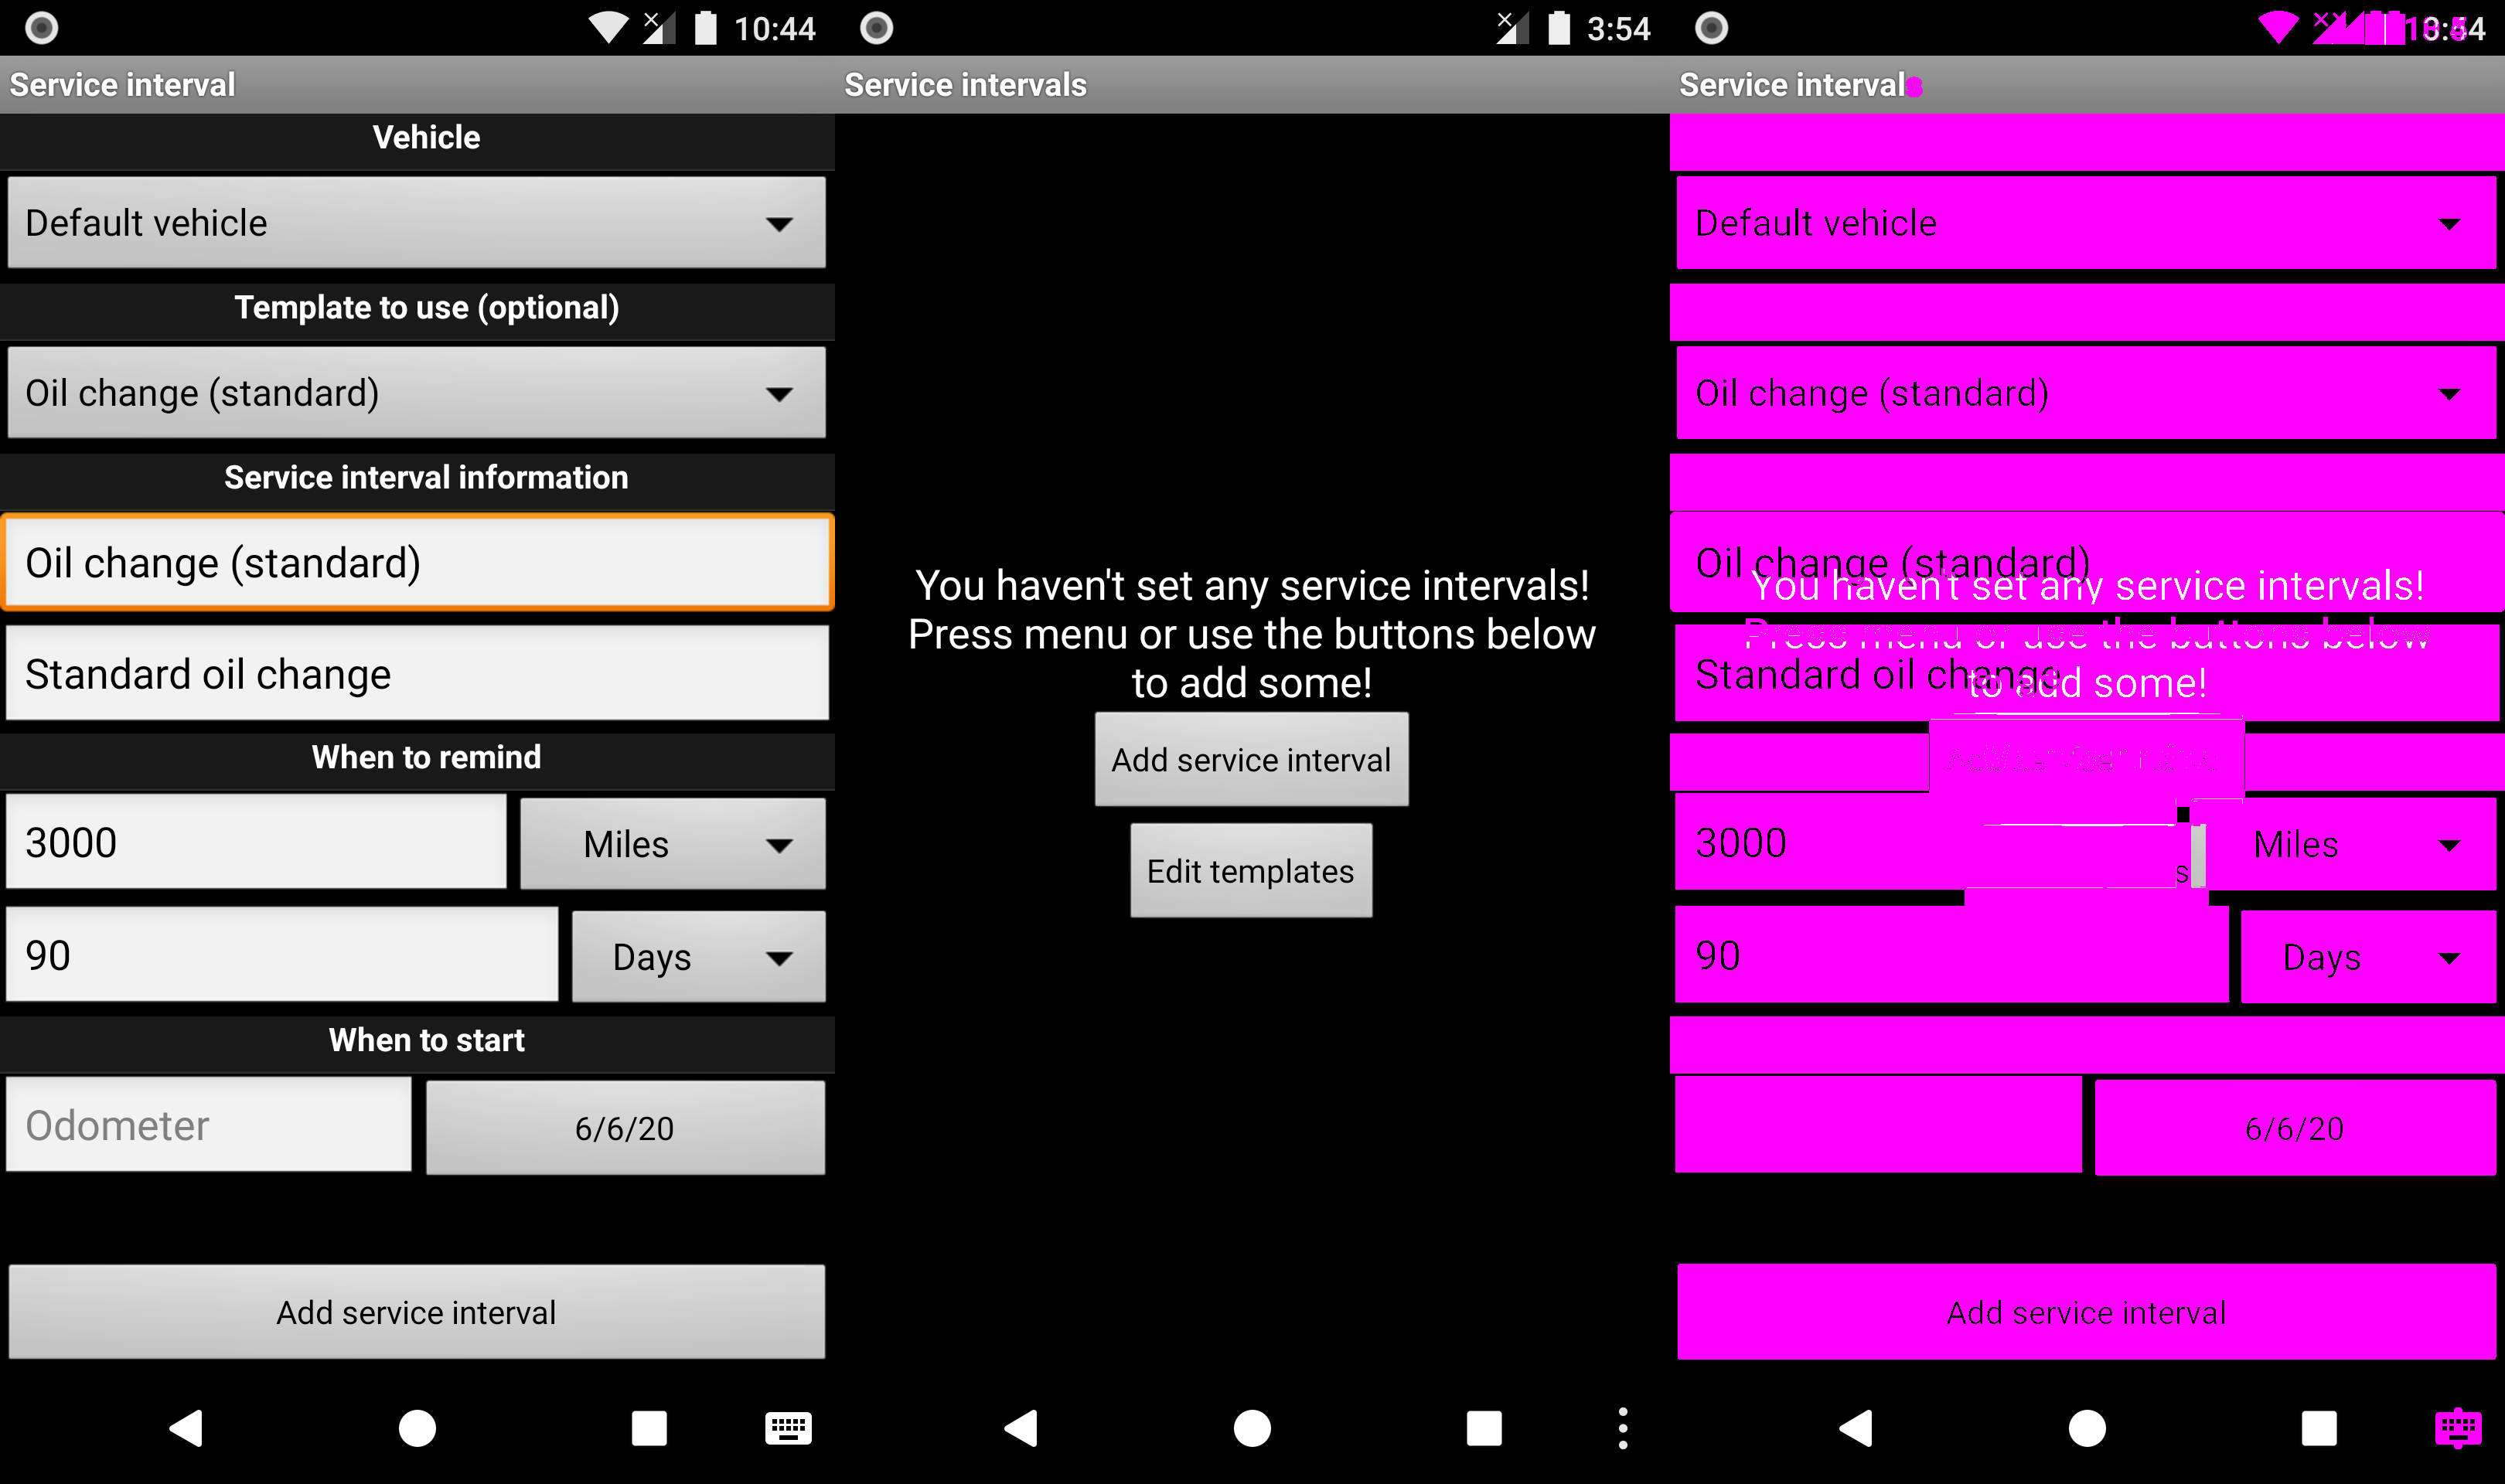 10:44
Service interval
Vehicle
Default vehicle
Template to use (optional)
Oil change (standard)
Service interval information
Oil change (standard)
Standard oil change
When to remind
3000
Miles
90
Days
When to start
Odometer
6/6/20
Add service interval
3:54
Service intervals
You haven't set any service intervals!
Press menu or use the buttons below
to add some!
Add service interval
Edit templates
Service intervals
Default vehicle
Oil change (standard)
Oil change (standard)
You haven't set any service intervals!
Press menu or use the buttons below
Standard oil change
to add some!
3000
Miles
90
Days
6/6/20
Add service interval